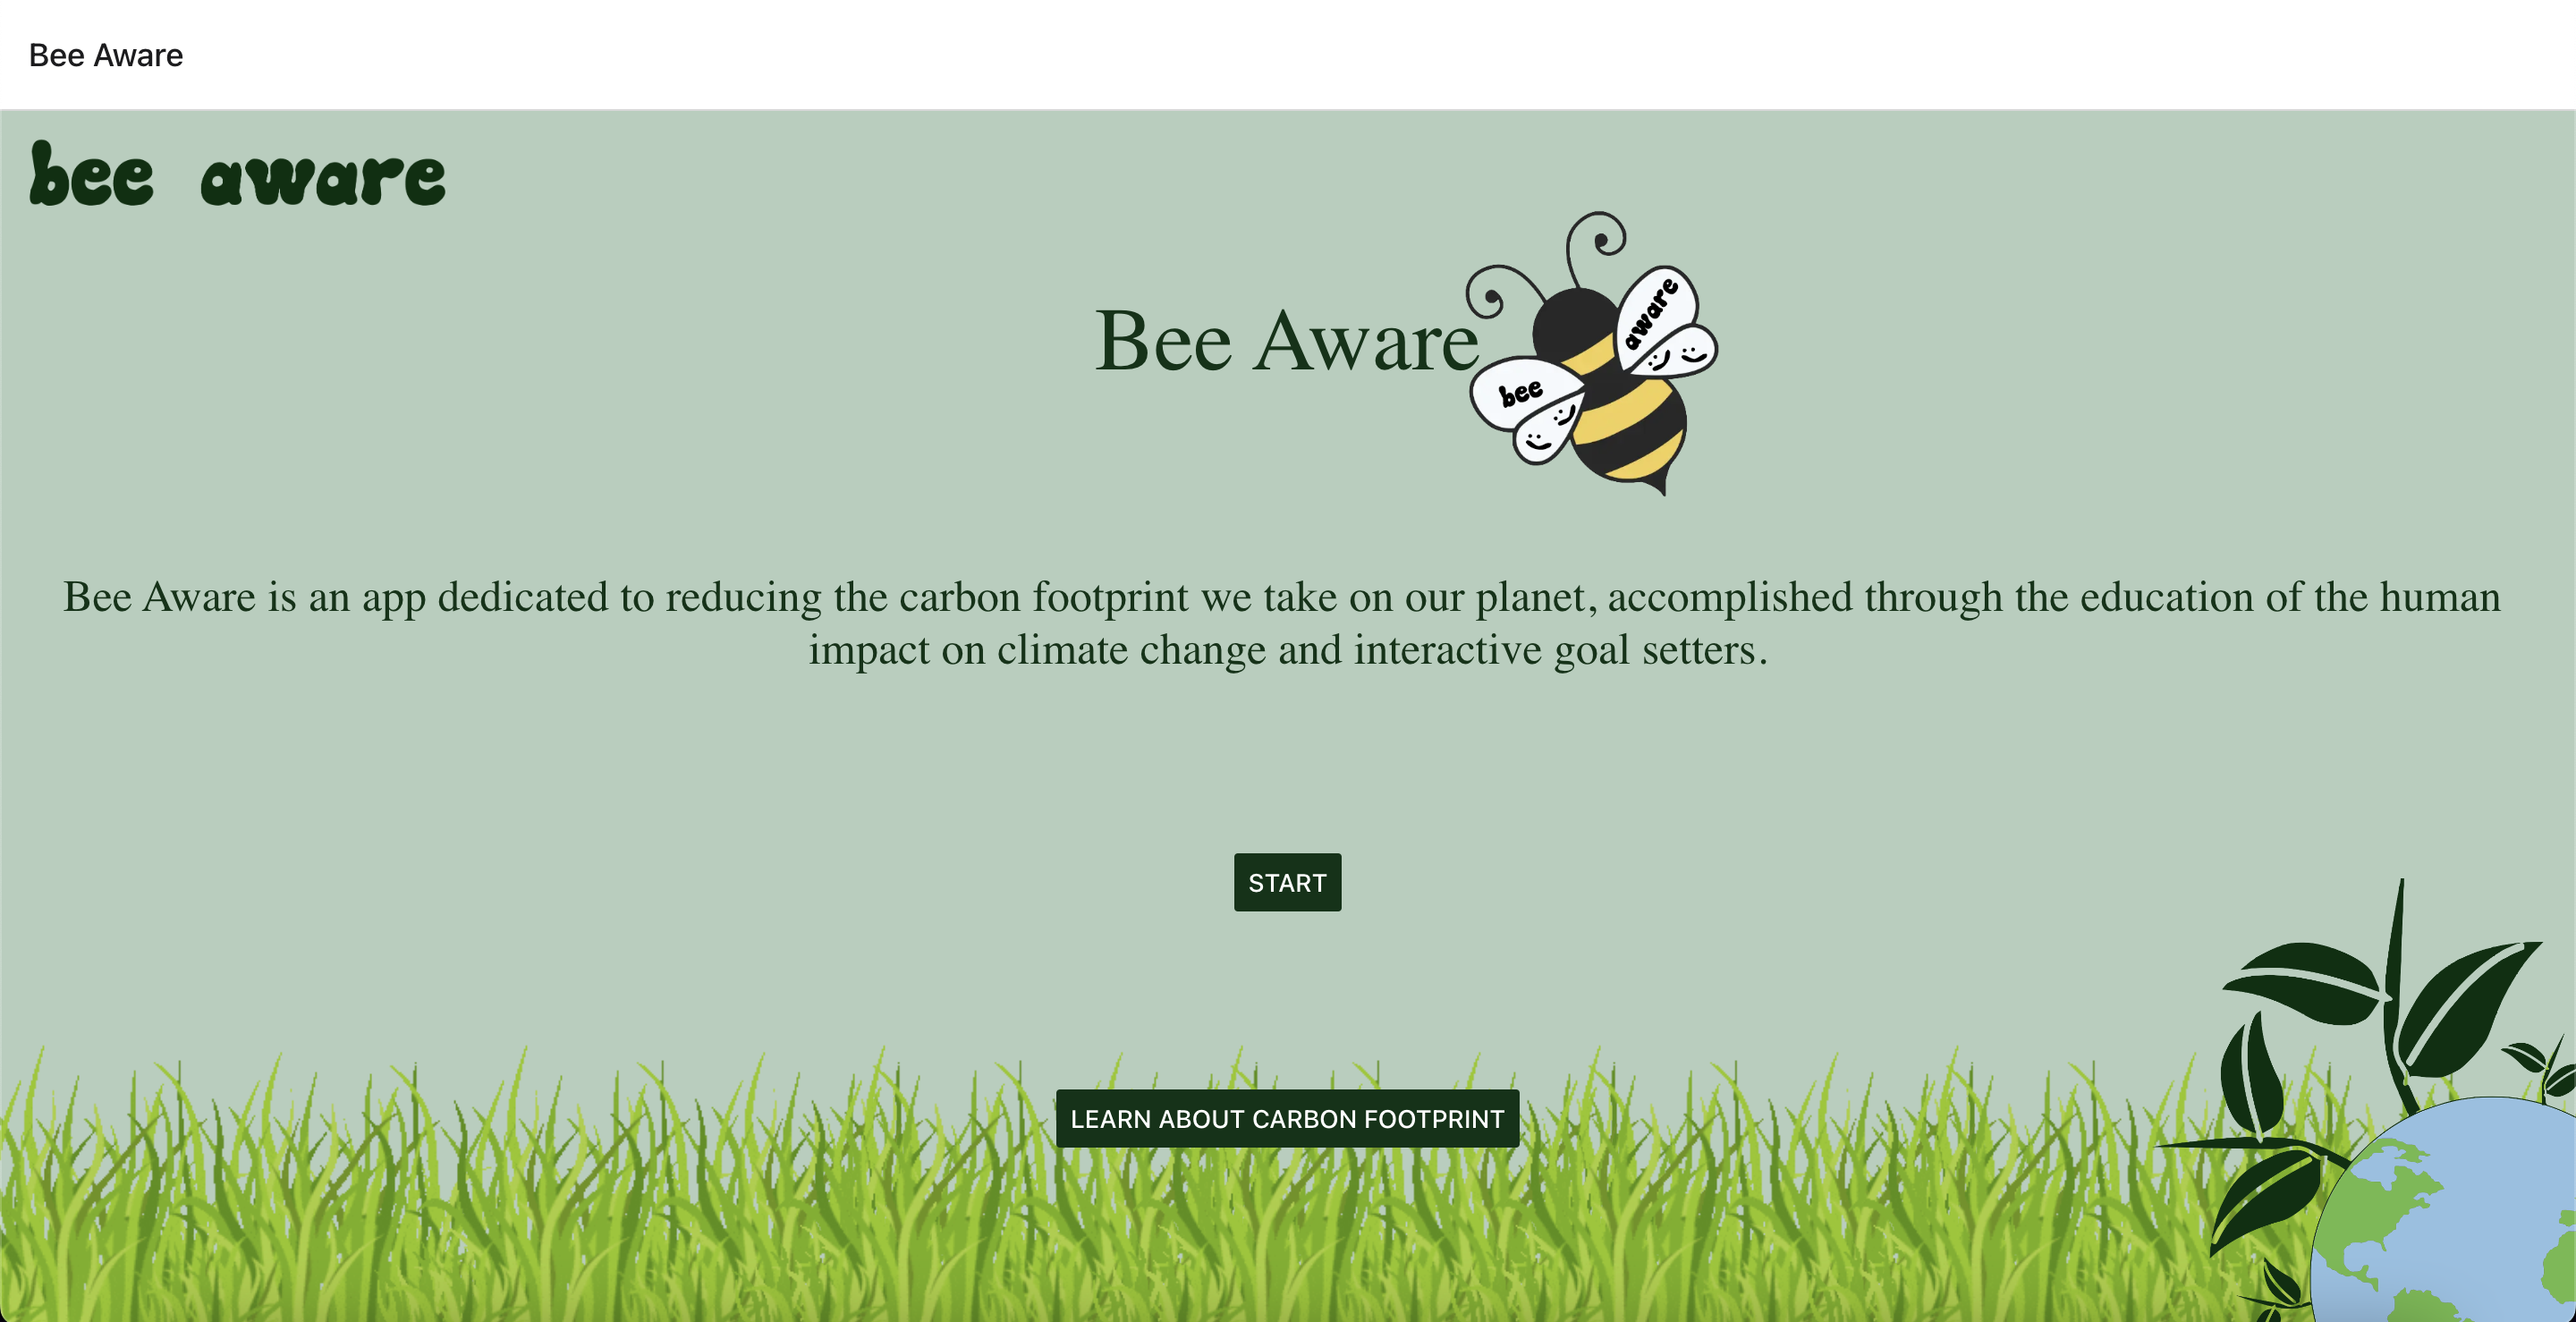 Bee Aware
bee aware
Bee Aware
aware
bee
Bee Aware is an app dedicated to reducing the carbon footprint we take on our planet, accomplished through the education of the human
impact on climate change and interactive goal setters.
START
LEARN ABOUT CARBON FOOTPRINT